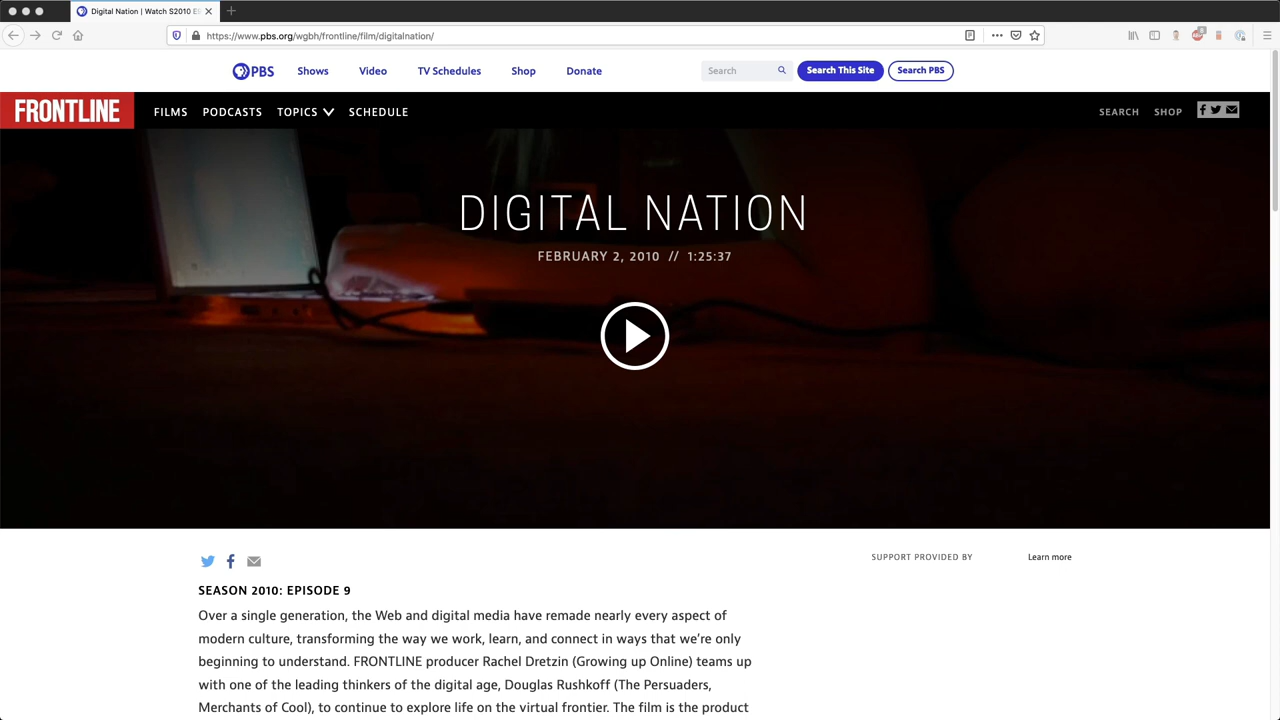 Digital Nation | Watch S2010 E
https://www.pbs.org/wgbh/frontline/film/digitalnation/
PBS
Shows
Video
TV Schedules
Shop
Donate
Search
Search This Site
Search PBS
FRONTLINE
FILMS
PODCASTS
TOPICS
SCHEDULE
SEARCH
SHOP
DIGITAL NATION
FEBRUARY 2, 2010 // 1:25:37
SUPPORT PROVIDED BY
Learn more
SEASON 2010: EPISODE 9
Over a single generation, the Web and digital media have remade nearly every aspect of
modern culture, transforming the way we work, learn, and connect in ways that we're only
beginning to understand. FRONTLINE producer Rachel Dretzin (Growing up Online) teams up
with one of the leading thinkers of the digital age, Douglas Rushkoff (The Persuaders,
Merchants of Cool), to continue to explore life on the virtual frontier. The film is the product